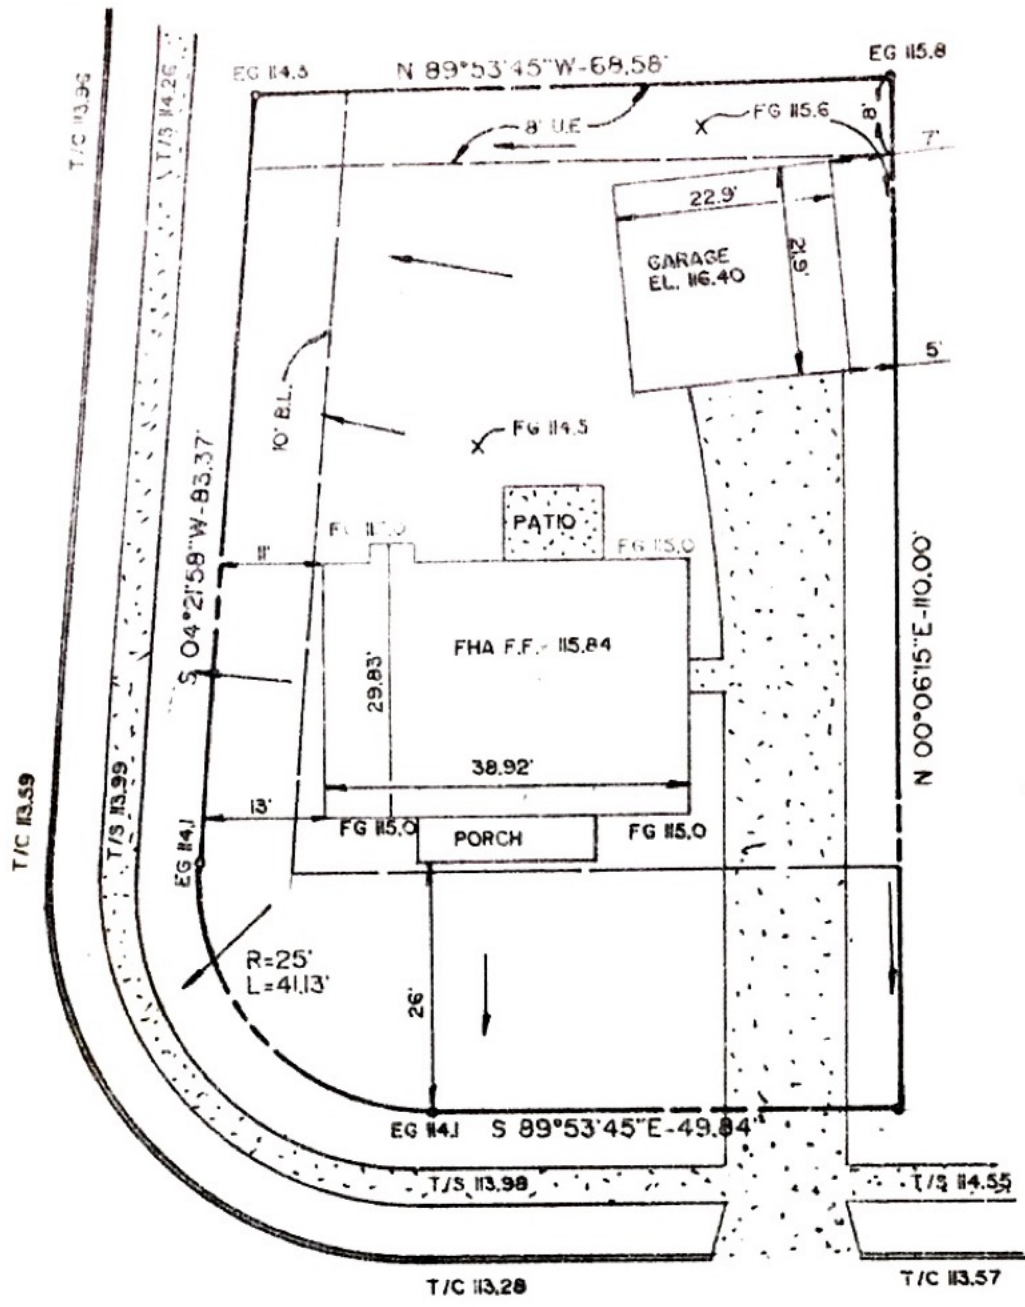 EG 115.8
EG 114.3
N 89°53'45"W-68.58'
T/C 113.96
T/S 114.26
8' U.E
FG 115.6
8'
7'
22.9'
21.9'
GARAGE
EL. 116.40
5'
10' B.L.
FG 114.5
S 04°21'58"W-83.37'
PATIO
FG 115.0
FG 115.0
11'
N 00°06'15"E-110.00'
FHA F.F.- 115.84
29.83'
38.92'
T/C 113.59
T/S 113.99
13'
FG 115.0
PORCH
FG 115.0
EG 114.1
R=25'
L=41.13'
26'
EG 114.1
S 89°53'45"E-49.84'
T/S 113.98
T/S 114.55
T/C 113.28
T/C 113.57